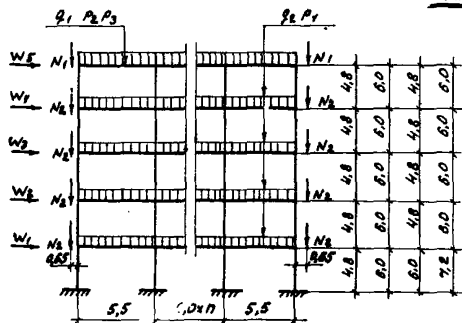 q1 P2 P3 q2 P1
W5 N1 N1 4,8 6,0 4,8 6,0
W4 N2 N2 4,8 6,0 4,8 6,0
W3 N2 N2 4,8 6,0 4,8 6,0
W2 N2 N2 4,8 6,0 4,8 6,0
W1 N2 N2
0,65 0,65 4,8 6,0 6,0 7,2
5,5 6,0xn 5,5